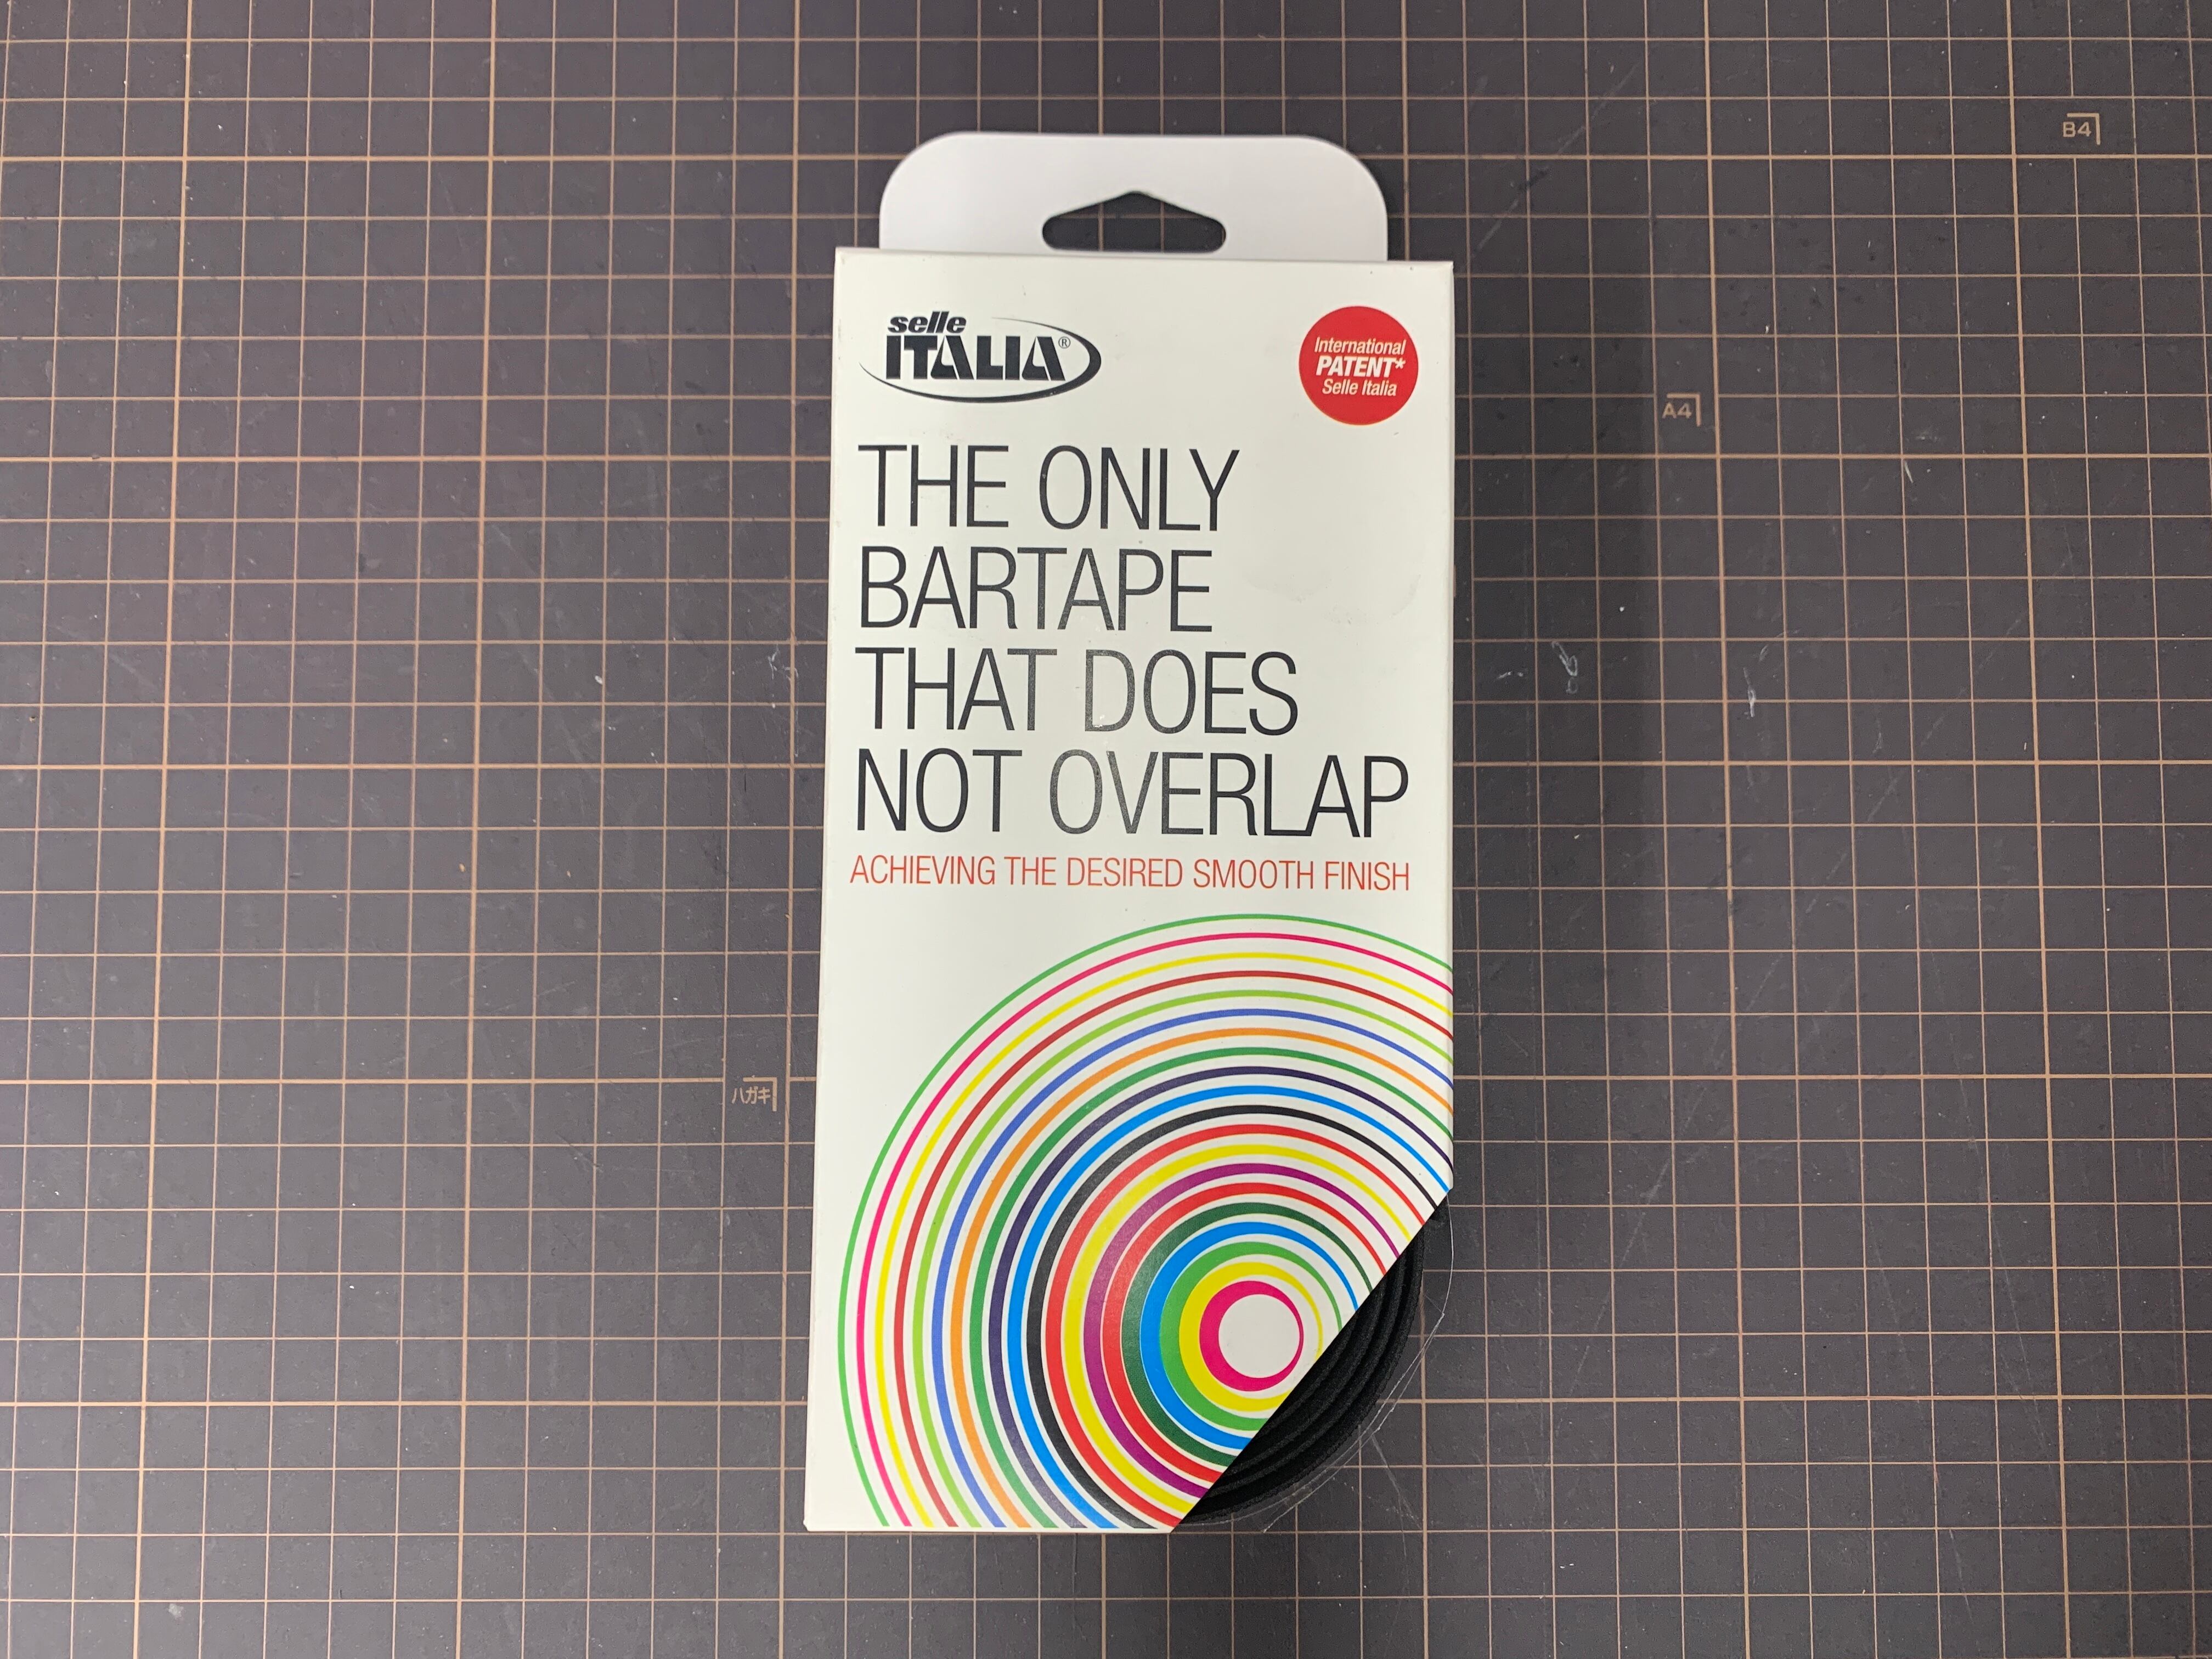 selle
ITALIA®
International
PATENT*
Selle Italia
THE ONLY
BARTAPE
THAT DOES
NOT OVERLAP
ACHIEVING THE DESIRED SMOOTH FINISH
B4
A4
ハガキ